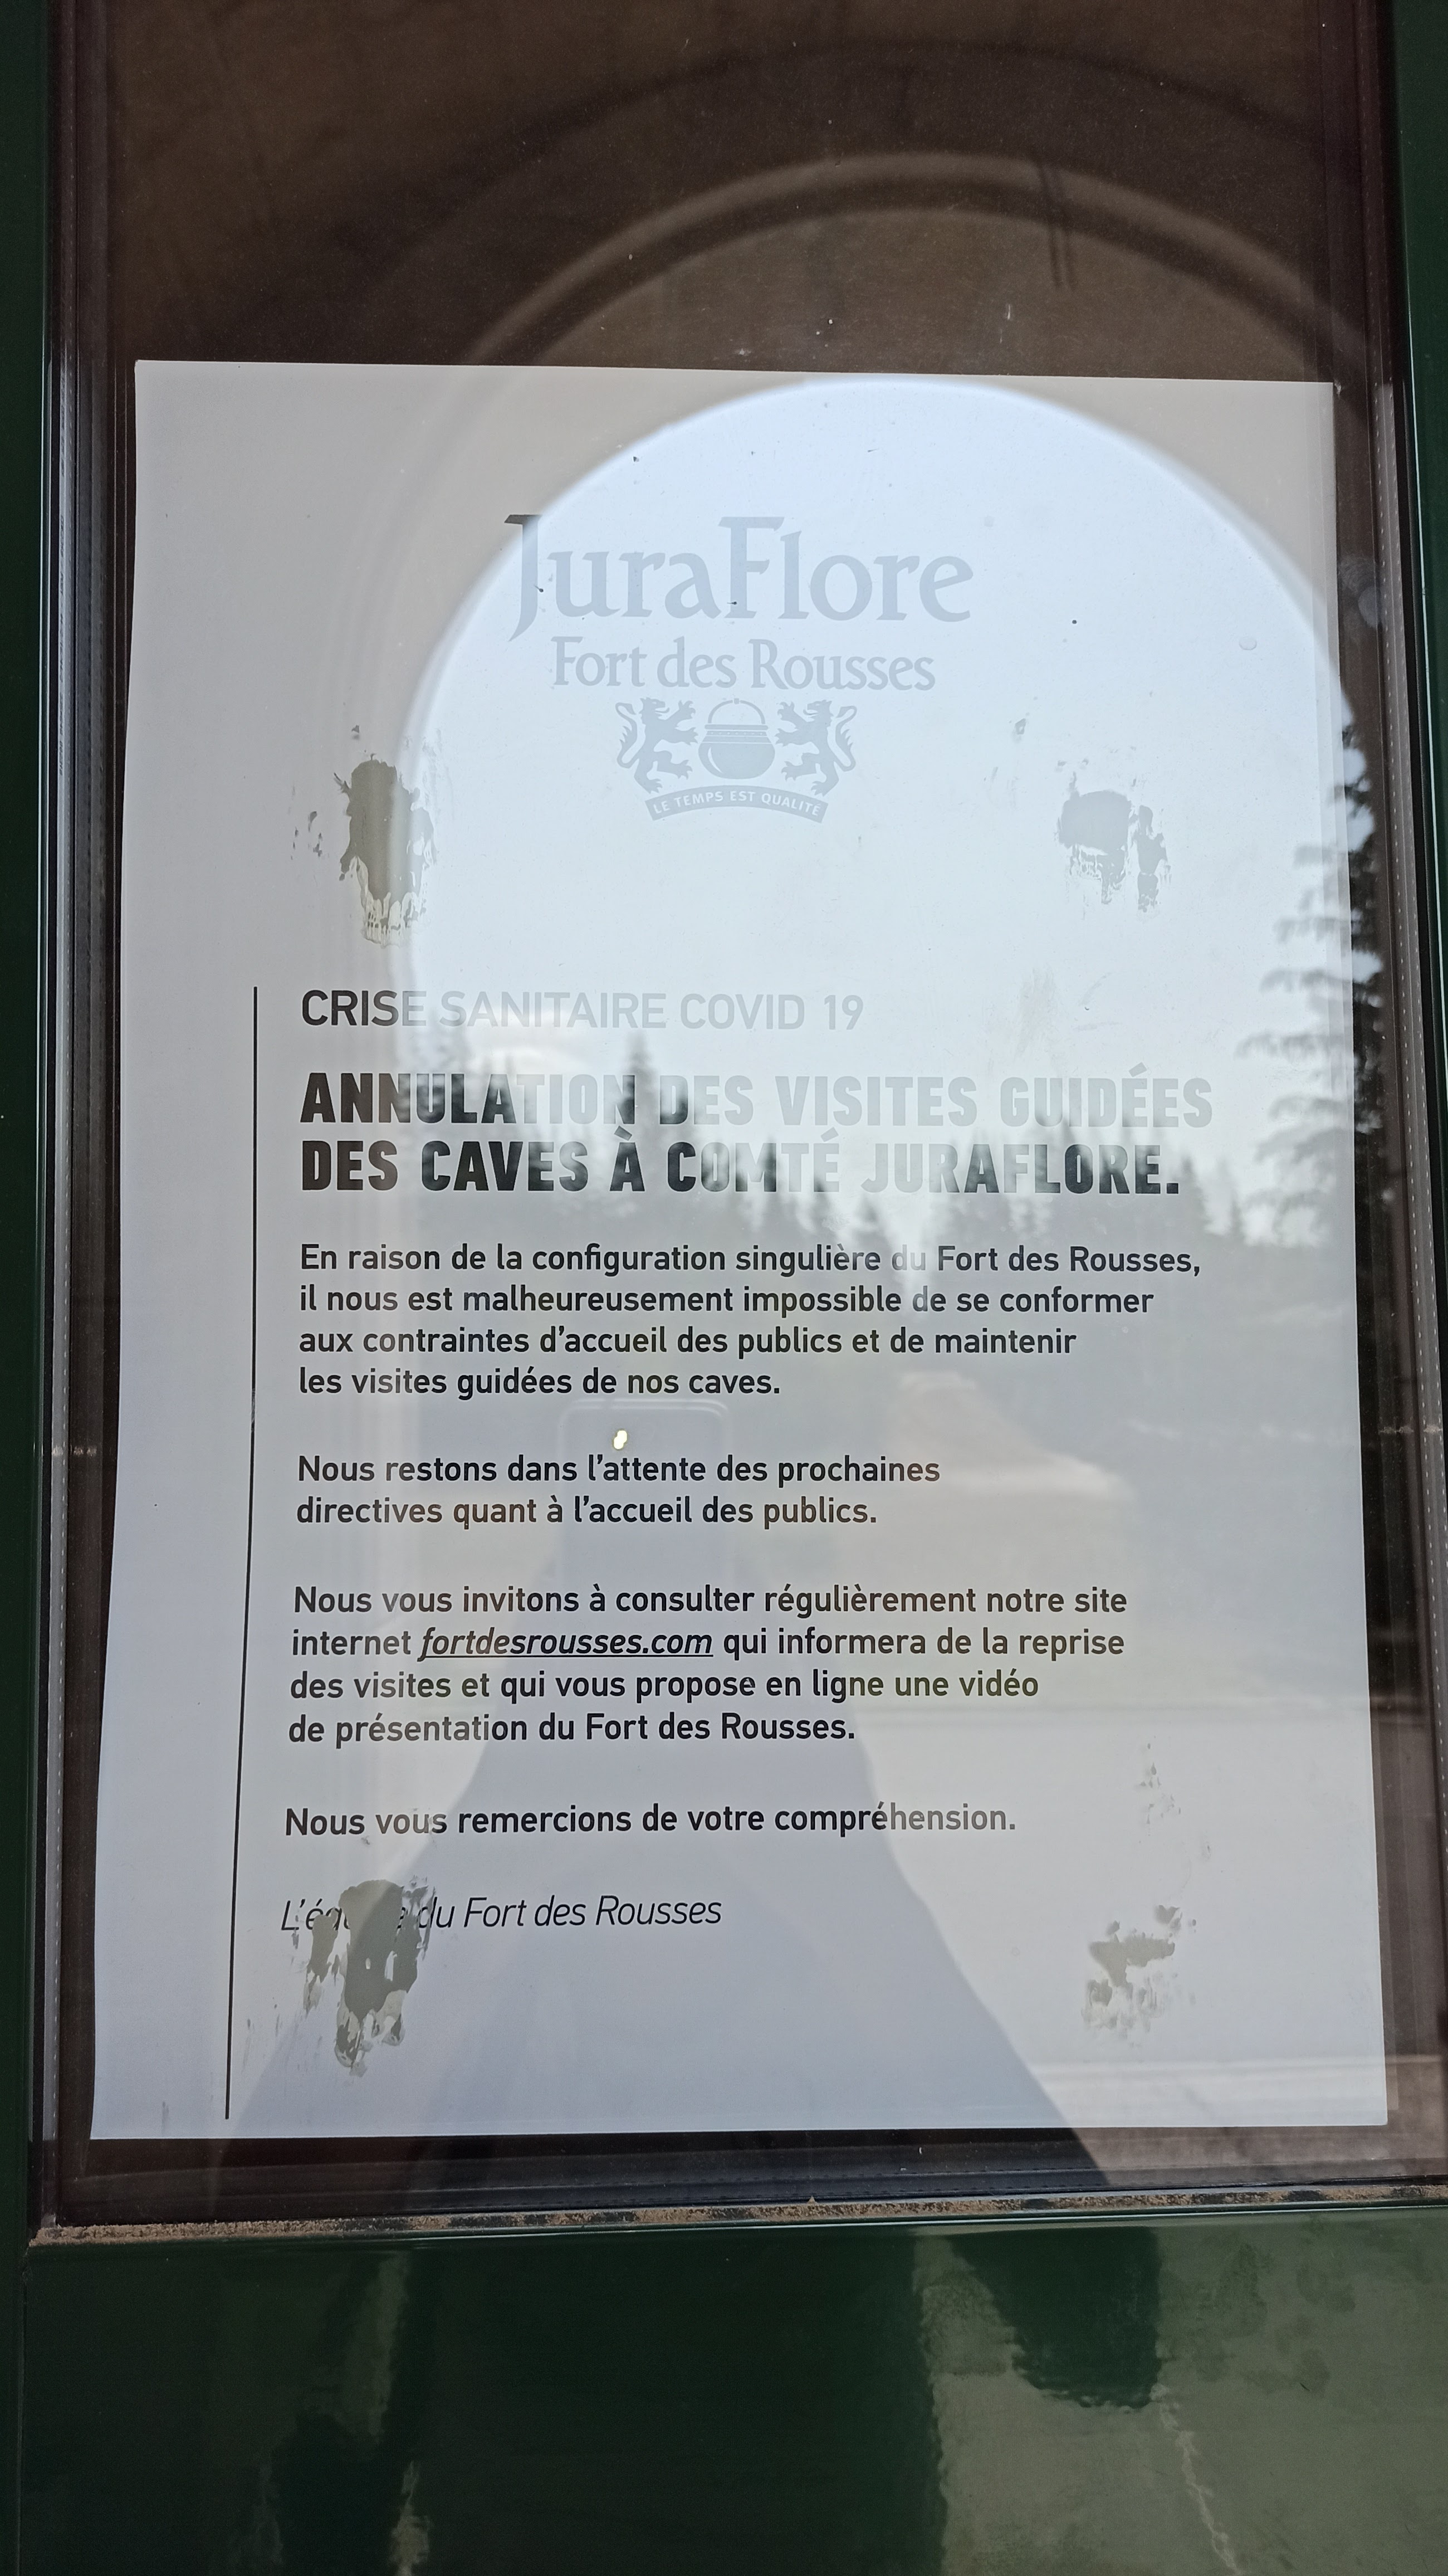 JuraFlore
Fort des Rousses
LE TEMPS EST QUALITE
CRISE SANITAIRE COVID 19
ANNULATION DES VISITES GUIDÉES
DES CAVES À COMTÉ JURAFLORE.
En raison de la configuration singulière du Fort des Rousses,
il nous est malheureusement impossible de se conformer
aux contraintes d'accueil des publics et de maintenir
les visites guidées de nos caves.
Nous restons dans l'attente des prochaines
directives quant à l'accueil des publics.
Nous vous invitons à consulter régulièrement notre site
internet fortdesrousses.com qui informera de la reprise
des visites et qui vous propose en ligne une vidéo
de présentation du Fort des Rousses.
Nous vous remercions de votre compréhension.
du Fort des Rousses